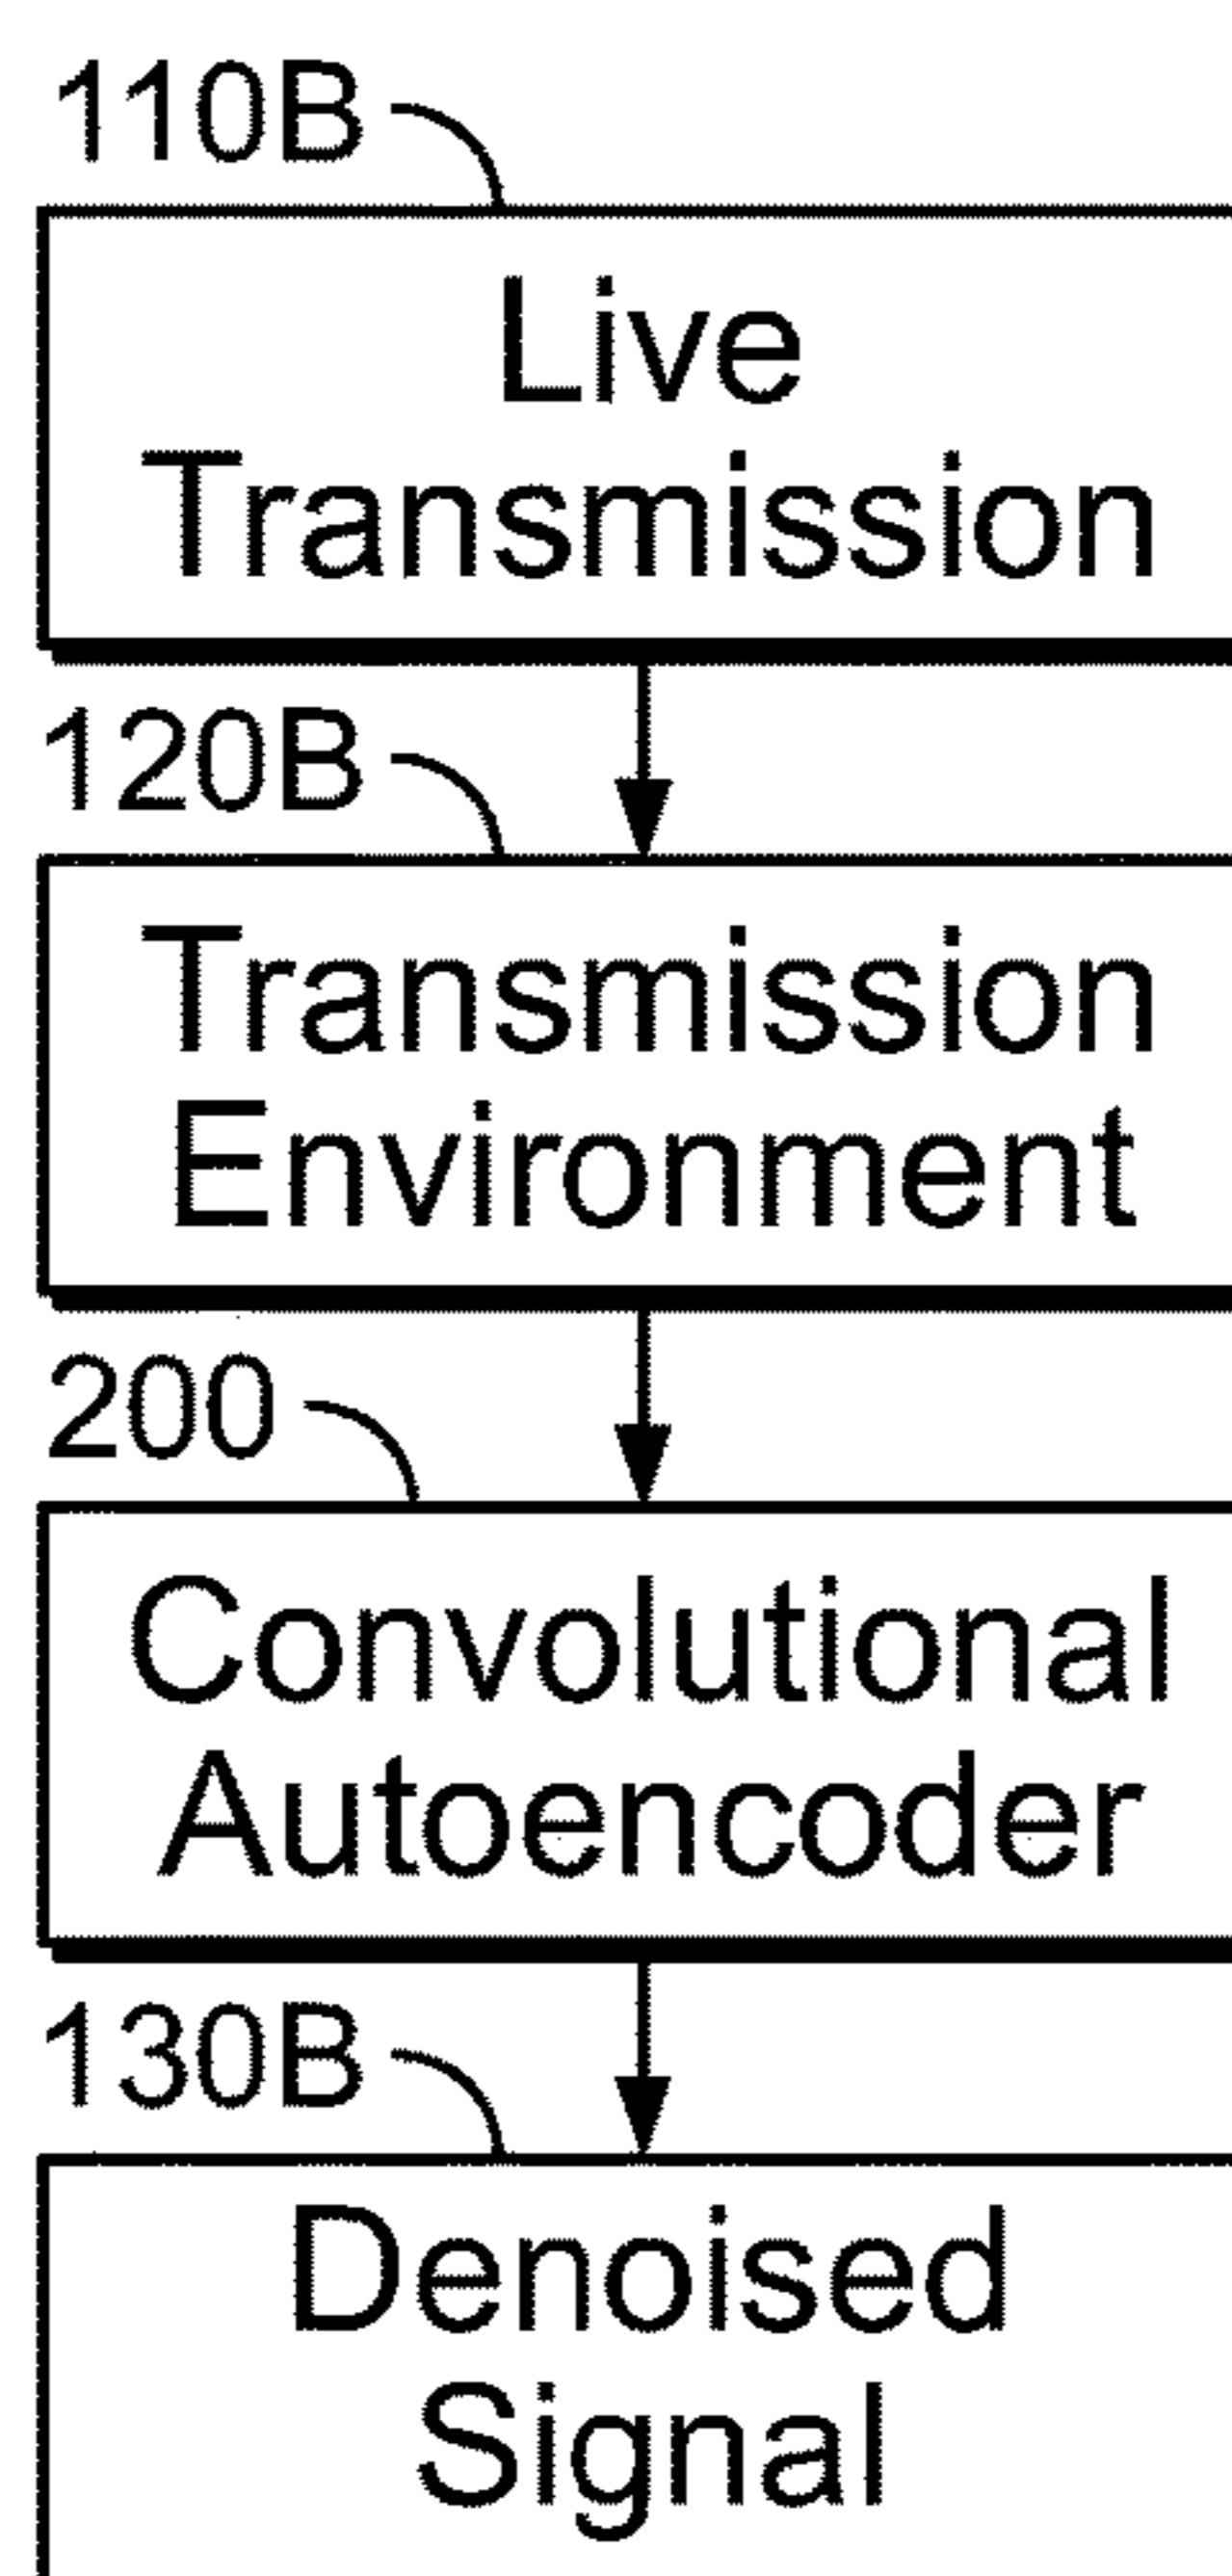 110B
Live
Transmission
120B
Transmission
Environment
200
Convolutional
Autoencoder
130B
Denoised
Signal